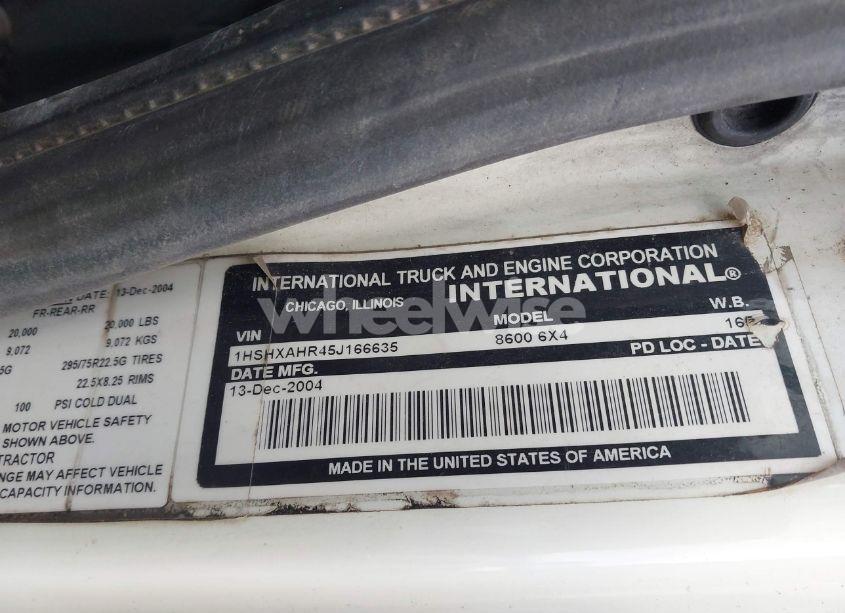 DATE: 13-Dec-2004
FR-REAR-RR
20,000 20,000 LBS
9,072 9,072 KGS
5G 295/75R22.5G TIRES
22.5X8.25 RIMS
100 PSI COLD DUAL
MOTOR VEHICLE SAFETY
SHOWN ABOVE.
TRACTOR
NGE MAY AFFECT VEHICLE
CAPACITY INFORMATION.
INTERNATIONAL TRUCK AND ENGINE CORPORATION
CHICAGO, ILLINOIS INTERNATIONAL®
VIN MODEL W.B.
1HSHXAHR45J166635 8600 6X4 16
DATE MFG. PD LOC - DATE
13-Dec-2004
MADE IN THE UNITED STATES OF AMERICA
wheelwise